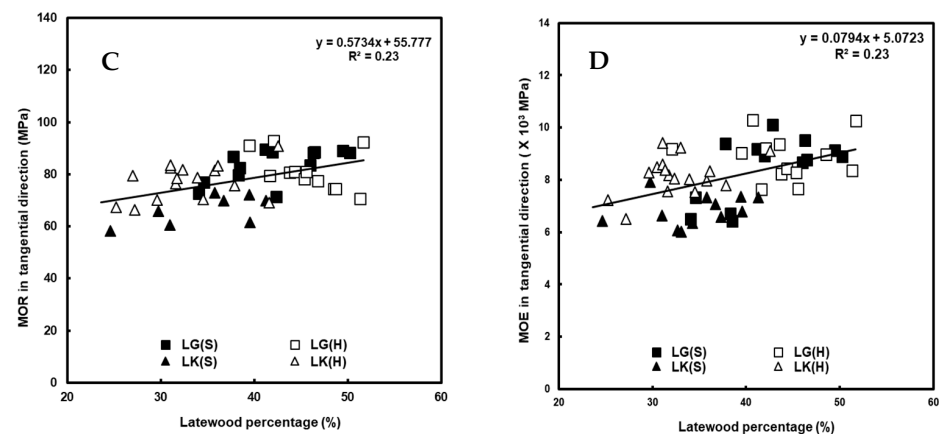 C
y = 0.5734x + 55.777
R² = 0.23
MOR in tangential direction (MPa)
140
120
100
80
60
40
20
0
LG(S) LG(H)
LK(S) LK(H)
20 30 40 50 60
Latewood percentage (%)
D
y = 0.0794x + 5.0723
R² = 0.23
MOE in tangential direction ( X 10³ MPa)
14
12
10
8
6
4
2
0
LG(S) LG(H)
LK(S) LK(H)
20 30 40 50 60
Latewood percentage (%)